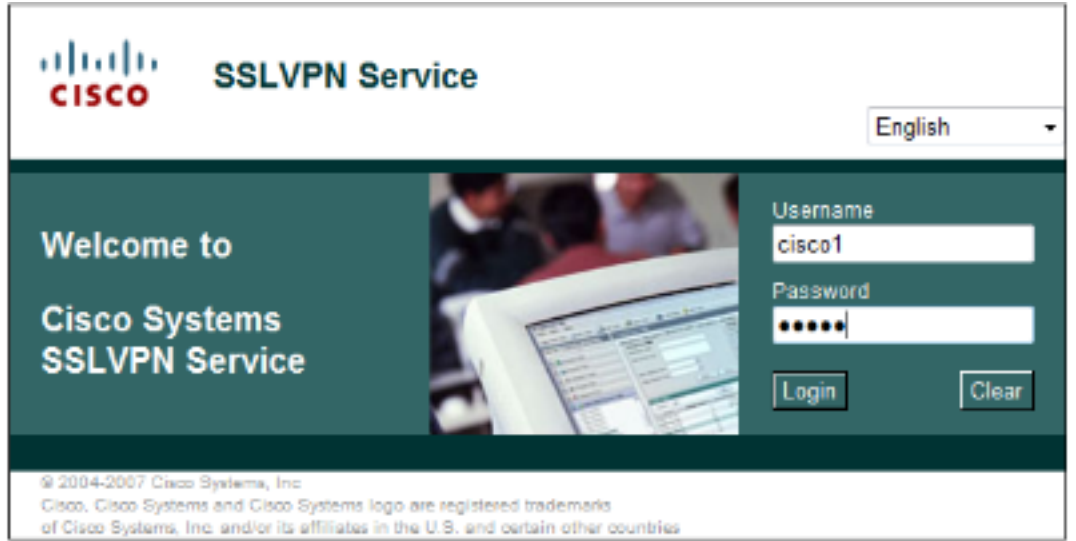 CISCO
SSLVPN Service
English
Welcome to
Cisco Systems
SSLVPN Service
Username
cisco1
Password
•••••
Login
Clear
© 2004-2007 Cisco Systems, Inc
Cisco, Cisco Systems and Cisco Systems logo are registered trademarks
of Cisco Systems, Inc. and/or its affiliates in the U.S. and certain other countries